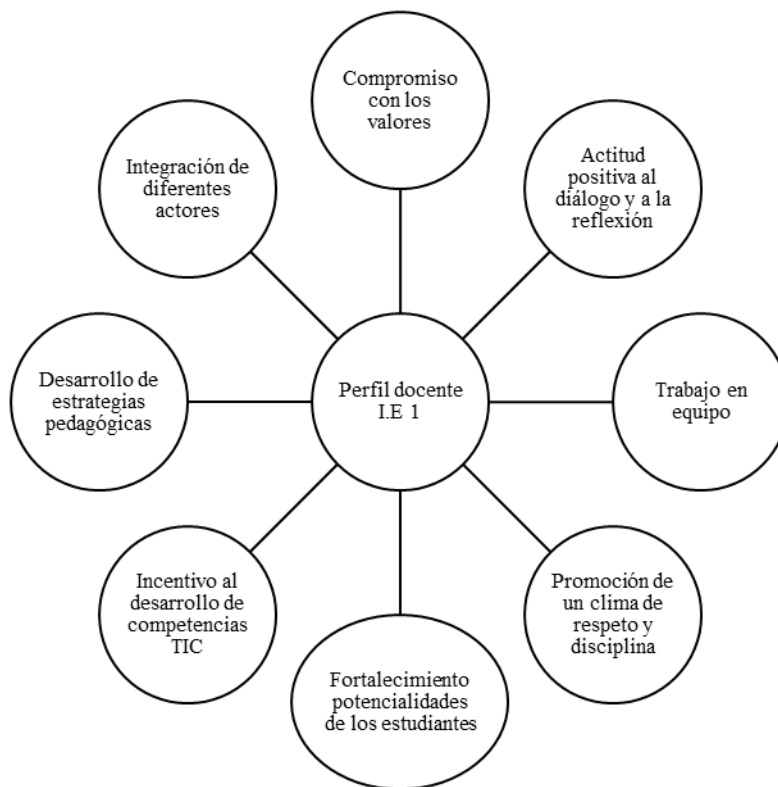 Compromiso
con los
valores
Integración de
diferentes
actores
Actitud
positiva al
diálogo y a la
reflexión
Desarrollo de
estrategias
pedagógicas
Perfil docente
I.E 1
Trabajo en
equipo
Incentivo al
desarrollo de
competencias
TIC
Promoción de
un clima de
respeto y
disciplina
Fortalecimiento
potencialidades
de los estudiantes